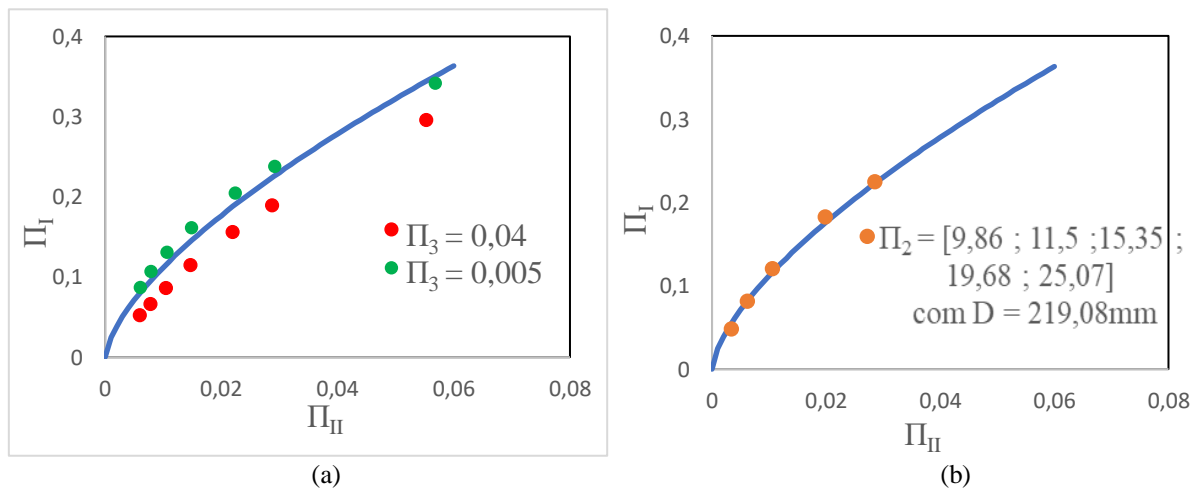 0,4
0,3
0,2
0,1
0
Π_I
0 0,02 0,04 0,06 0,08
Π_II
Π_3 = 0,04
Π_3 = 0,005
(a)
0,4
0,3
0,2
0,1
0
Π_I
0 0,02 0,04 0,06 0,08
Π_II
Π_2 = [9,86 ; 11,5 ;15,35 ;
19,68 ; 25,07]
com D = 219,08mm
(b)